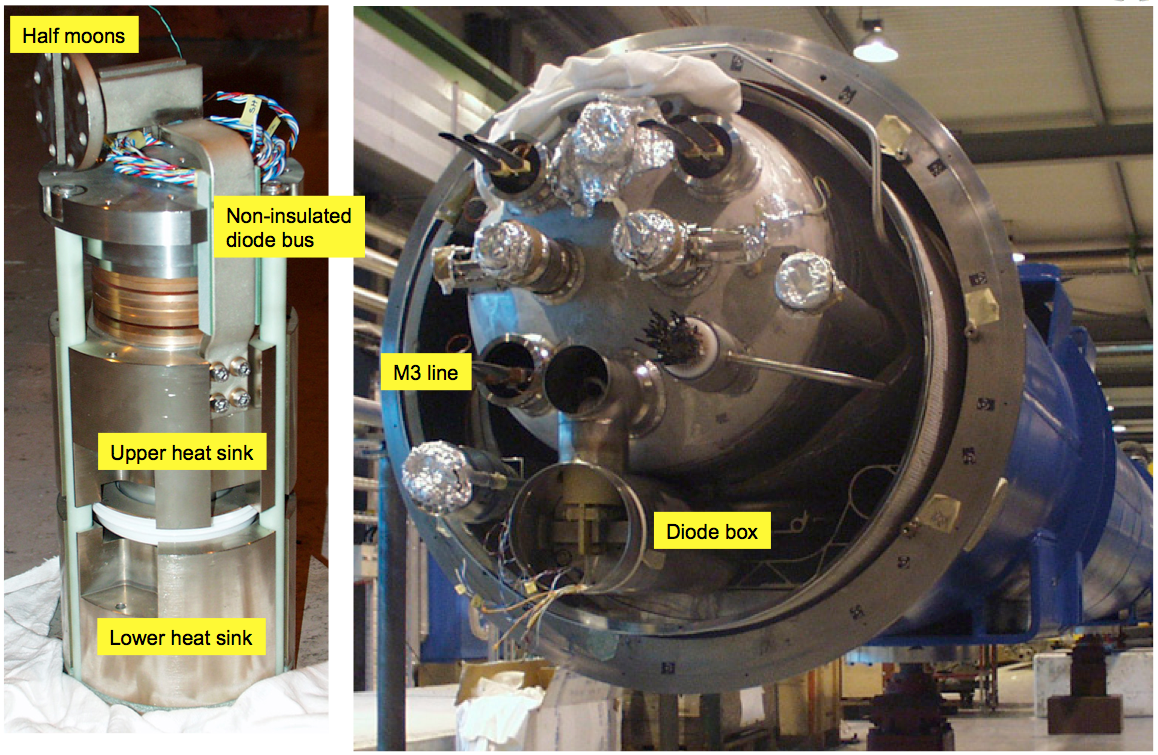 Half moons
Non-insulated
diode bus
Upper heat sink
Lower heat sink
M3 line
Diode box